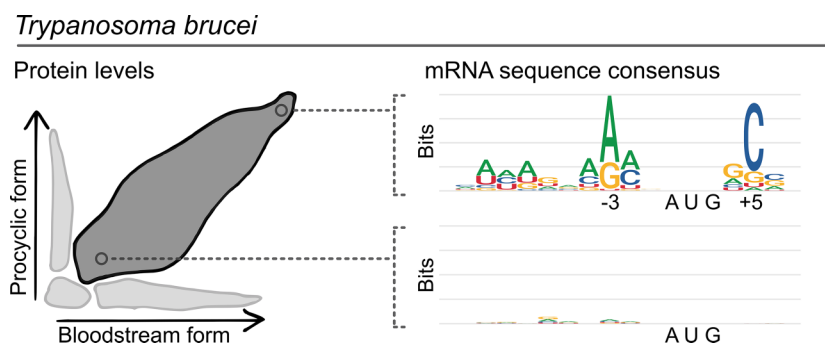 Trypanosoma brucei
Protein levels
mRNA sequence consensus
Procyclic form
Bloodstream form
Bits
-3
A U G
+5
Bits
A U G